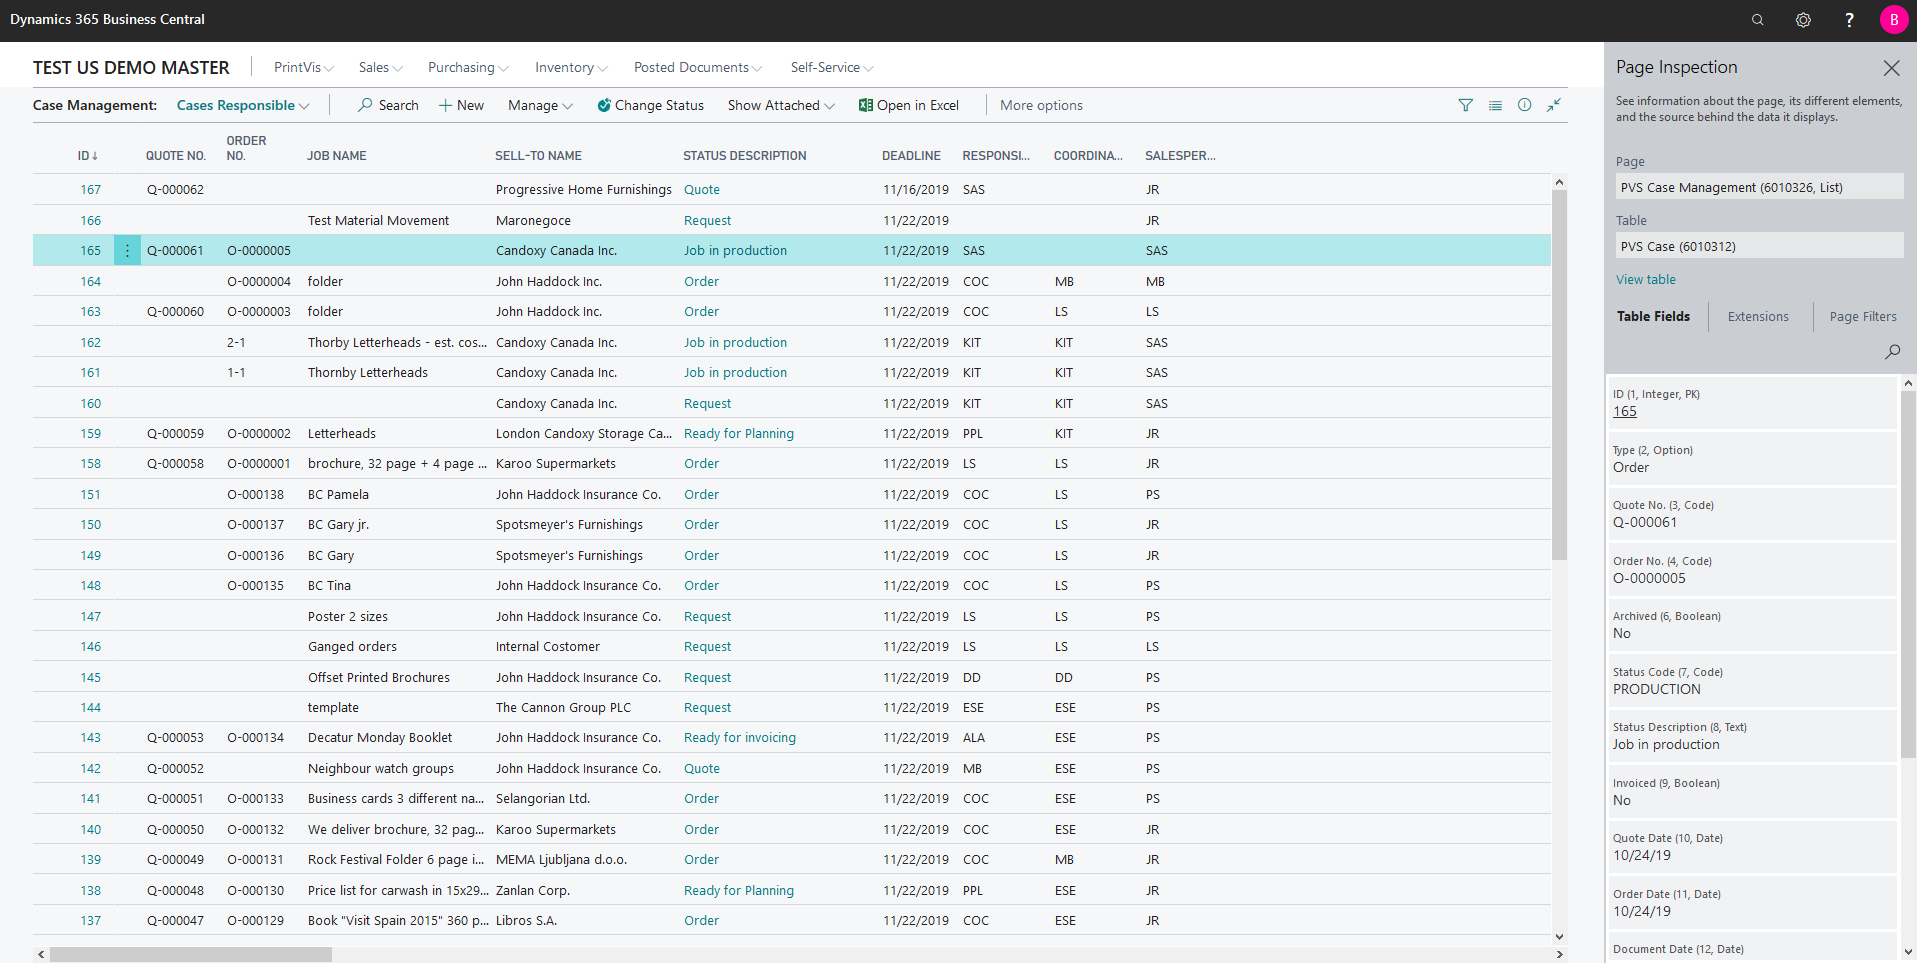 Dynamics 365 Business Central
? B
TEST US DEMO MASTER PrintVis Sales Purchasing Inventory Posted Documents Self-Service
Case Management: Cases Responsible Search New Manage Change Status Show Attached Open in Excel More options
ID↓ QUOTE NO. ORDER NO. JOB NAME SELL-TO NAME STATUS DESCRIPTION DEADLINE RESPONSI... COORDINA... SALESPER...
167 Q-000062 Progressive Home Furnishings Quote 11/16/2019 SAS JR
166 Test Material Movement Maronegoce Request 11/22/2019 JR
165 Q-000061 O-0000005 Candoxy Canada Inc. Job in production 11/22/2019 SAS SAS
164 O-0000004 folder John Haddock Inc. Order 11/22/2019 COC MB MB
163 Q-000060 O-0000003 folder John Haddock Inc. Order 11/22/2019 COC LS LS
162 2-1 Thorby Letterheads - est. cos... Candoxy Canada Inc. Job in production 11/22/2019 KIT KIT SAS
161 1-1 Thornby Letterheads Candoxy Canada Inc. Job in production 11/22/2019 KIT KIT SAS
160 Candoxy Canada Inc. Request 11/22/2019 KIT KIT SAS
159 Q-000059 O-0000002 Letterheads London Candoxy Storage Ca... Ready for Planning 11/22/2019 PPL KIT JR
158 Q-000058 O-0000001 brochure, 32 page + 4 page ... Karoo Supermarkets Order 11/22/2019 LS LS JR
151 O-000138 BC Pamela John Haddock Insurance Co. Order 11/22/2019 COC LS PS
150 O-000137 BC Gary jr. Spotsmeyer's Furnishings Order 11/22/2019 COC LS JR
149 O-000136 BC Gary Spotsmeyer's Furnishings Order 11/22/2019 COC LS JR
148 O-000135 BC Tina John Haddock Insurance Co. Order 11/22/2019 COC LS PS
147 Poster 2 sizes John Haddock Insurance Co. Request 11/22/2019 LS LS PS
146 Ganged orders Internal Costomer Request 11/22/2019 LS LS LS
145 Offset Printed Brochures John Haddock Insurance Co. Request 11/22/2019 DD DD PS
144 template The Cannon Group PLC Request 11/22/2019 ESE ESE PS
143 Q-000053 O-000134 Decatur Monday Booklet John Haddock Insurance Co. Ready for invoicing 11/22/2019 ALA ESE PS
142 Q-000052 Neighbour watch groups John Haddock Insurance Co. Quote 11/22/2019 MB ESE PS
141 Q-000051 O-000133 Business cards 3 different na... Selangorian Ltd. Order 11/22/2019 COC ESE PS
140 Q-000050 O-000132 We deliver brochure, 32 pag... Karoo Supermarkets Order 11/22/2019 COC ESE JR
139 Q-000049 O-000131 Rock Festival Folder 6 page i... MEMA Ljubljana d.o.o. Order 11/22/2019 COC MB JR
138 Q-000048 O-000130 Price list for carwash in 15x29... Zanlan Corp. Ready for Planning 11/22/2019 PPL ESE JR
137 Q-000047 O-000129 Book "Visit Spain 2015" 360 p... Libros S.A. Order 11/22/2019 COC ESE JR
Page Inspection
See information about the page, its different elements,
and the source behind the data it displays.
Page
PVS Case Management (6010326, List)
Table
PVS Case (6010312)
View table
Table Fields Extensions Page Filters
ID (1, Integer, PK)
165
Type (2, Option)
Order
Quote No. (3, Code)
Q-000061
Order No. (4, Code)
O-0000005
Archived (6, Boolean)
No
Status Code (7, Code)
PRODUCTION
Status Description (8, Text)
Job in production
Invoiced (9, Boolean)
No
Quote Date (10, Date)
10/24/19
Order Date (11, Date)
10/24/19
Document Date (12, Date)